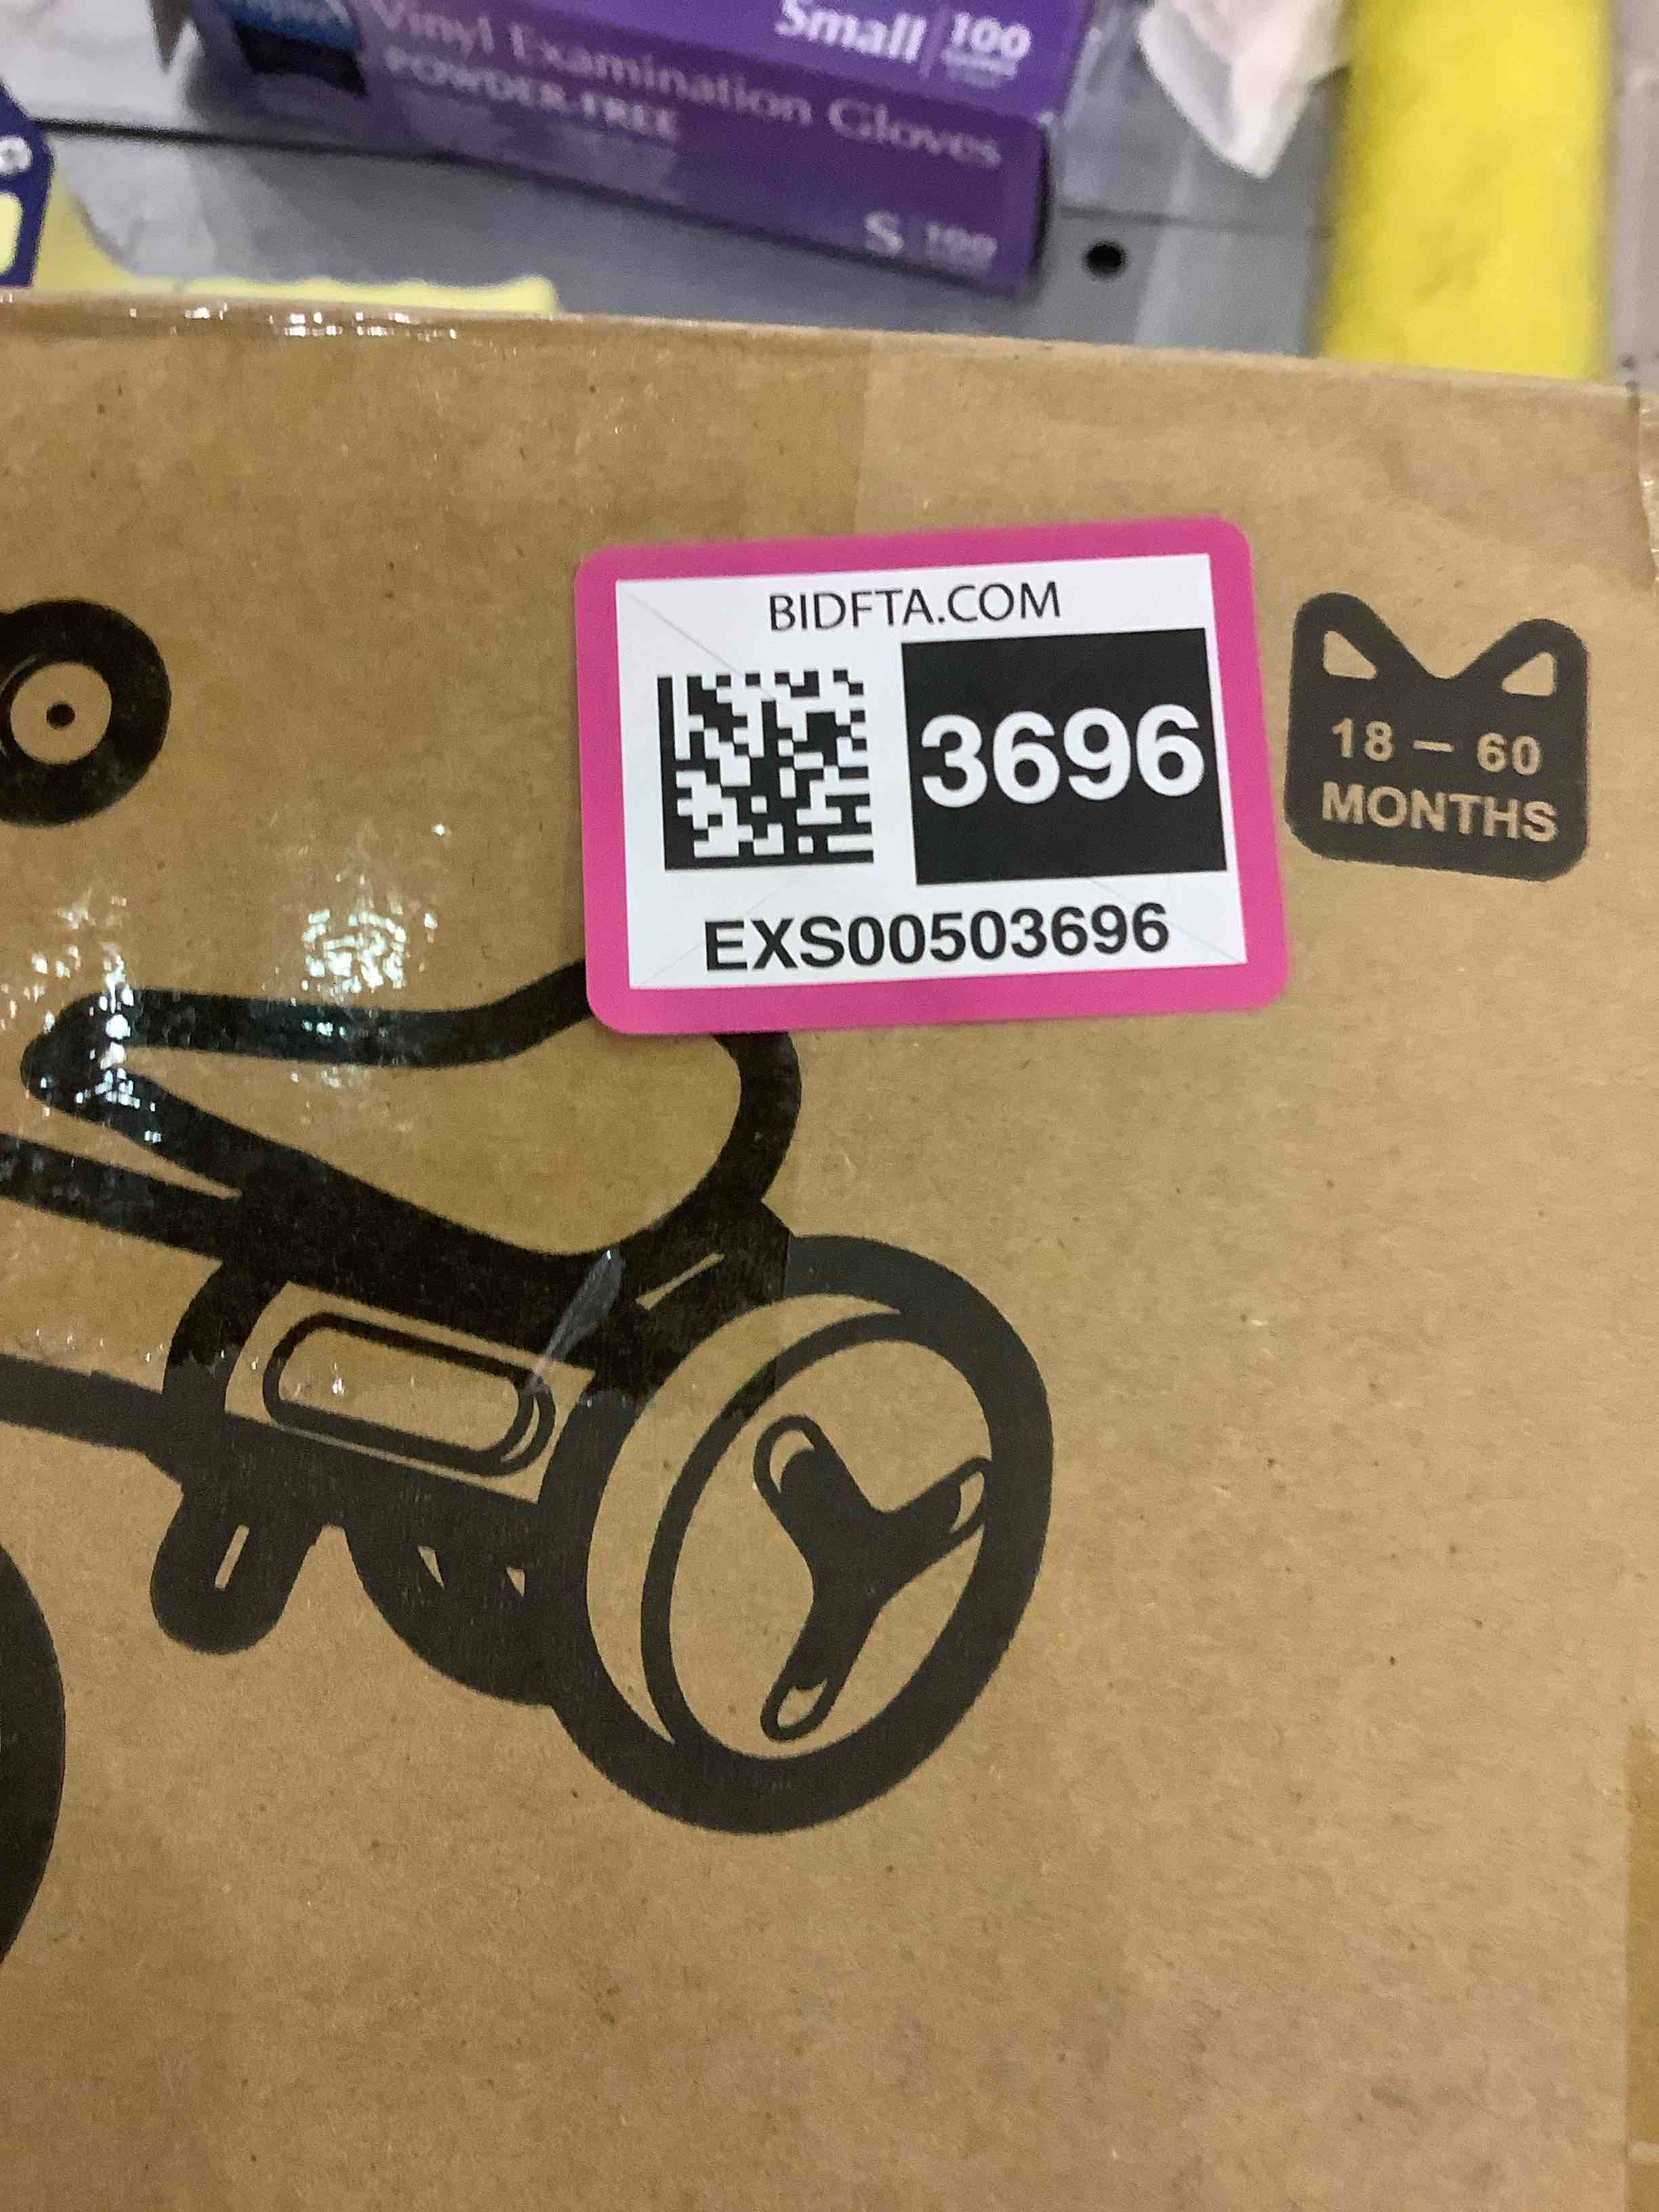 Small 100
Vinyl Examination Gloves
POWDER-FREE
S 100
BIDFTA.COM
3696
EXS00503696
18 – 60
MONTHS